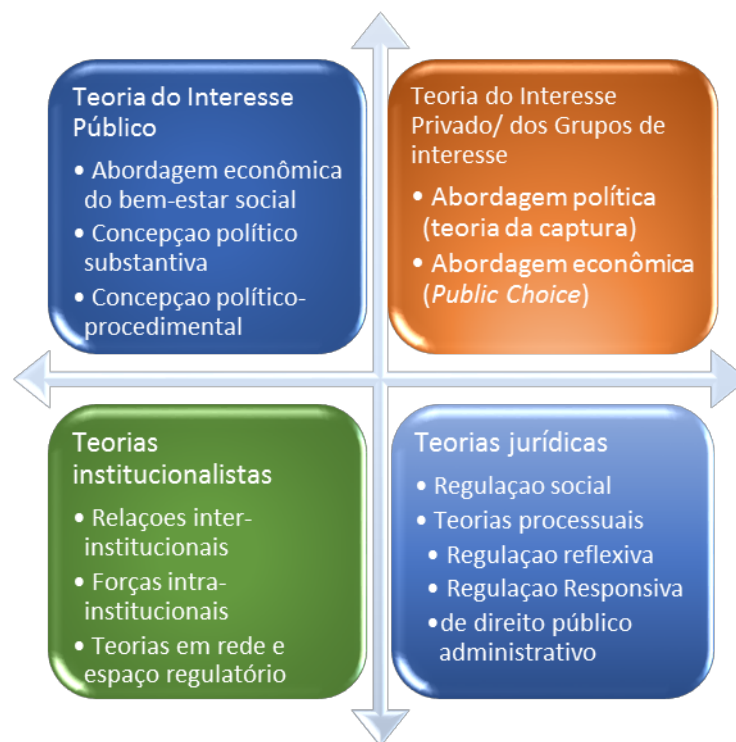 Teoria do Interesse
Público
• Abordagem econômica
do bem-estar social
• Concepçao político
substantiva
• Concepçao político-
procedimental
Teoria do Interesse
Privado/ dos Grupos de
interesse
• Abordagem política
(teoria da captura)
• Abordagem econômica
(Public Choice)
Teorias
institucionalistas
• Relaçoes inter-
institucionais
• Forças intra-
institucionais
• Teorias em rede e
espaço regulatório
Teorias jurídicas
• Regulaçao social
• Teorias processuais
• Regulaçao reflexiva
• Regulaçao Responsiva
•de direito público
administrativo